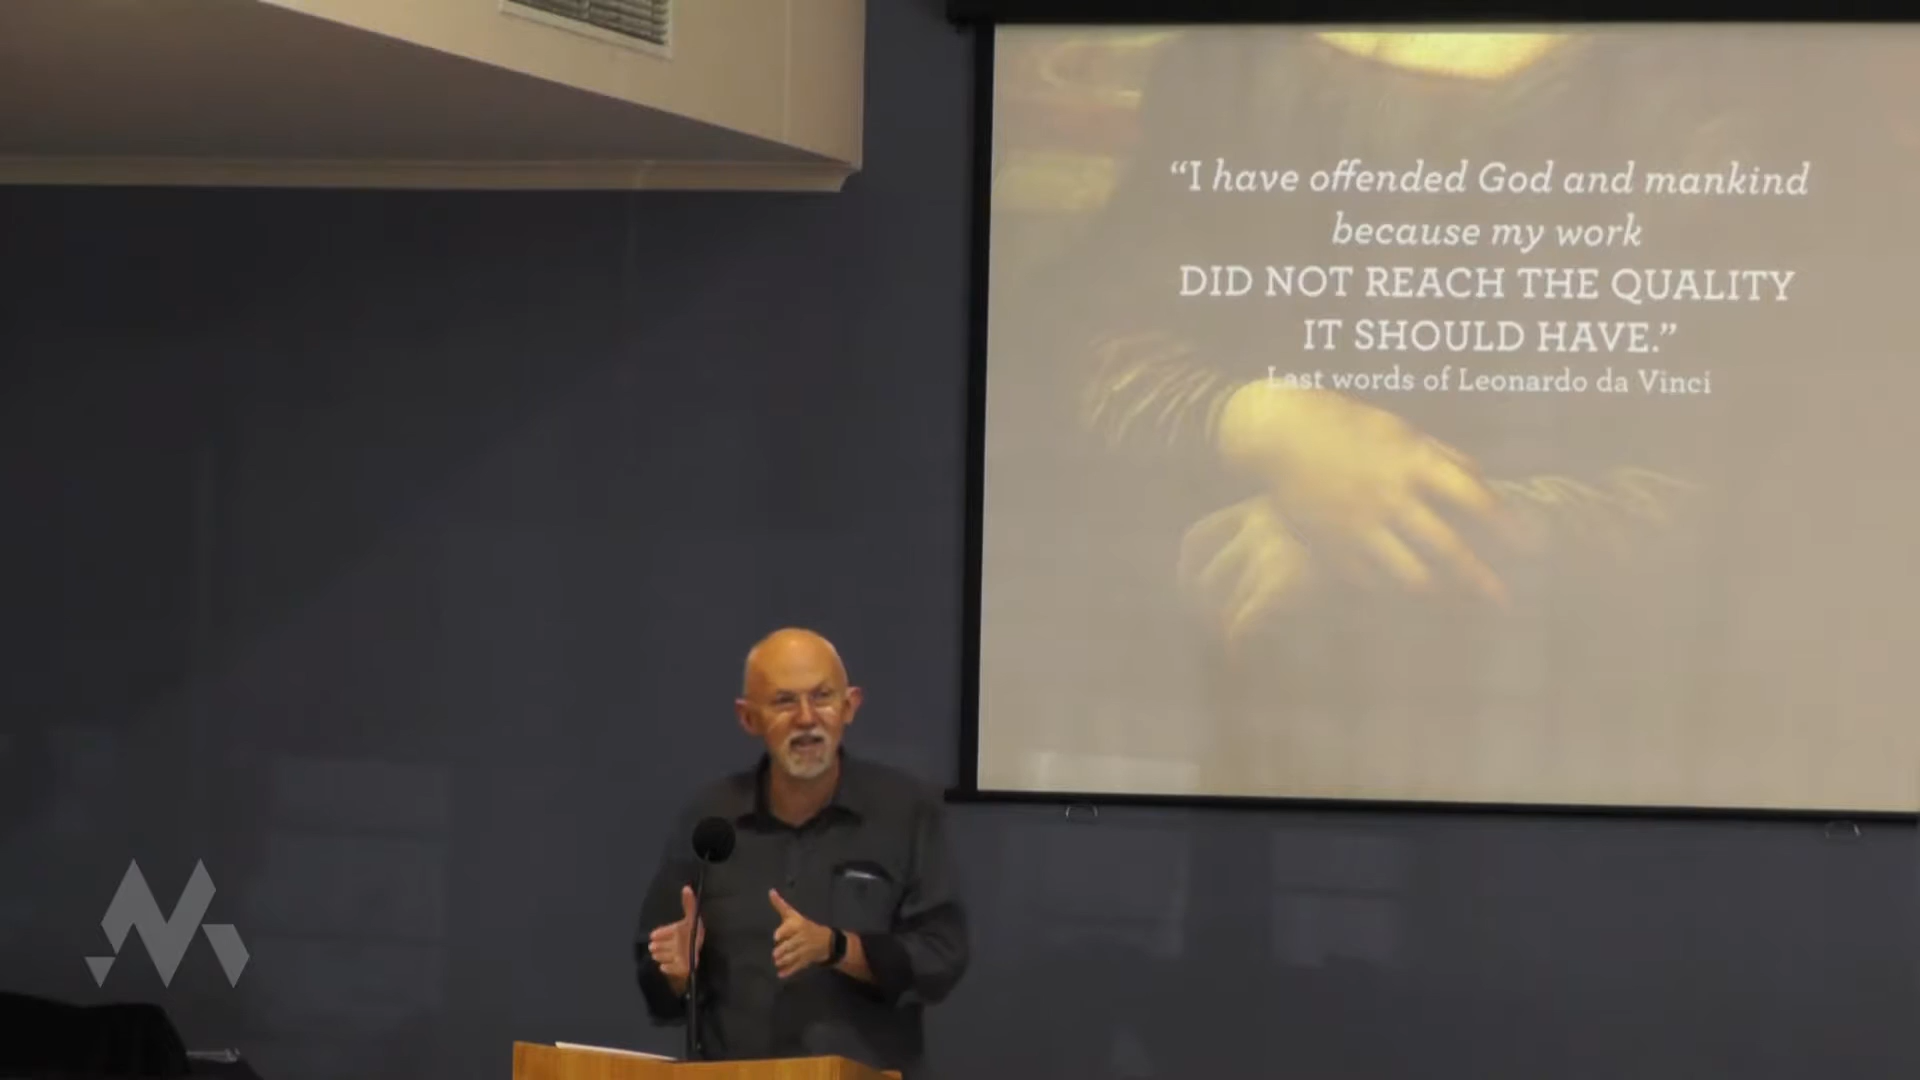 “I have offended God and mankind
because my work
DID NOT REACH THE QUALITY
IT SHOULD HAVE.”
Last words of Leonardo da Vinci